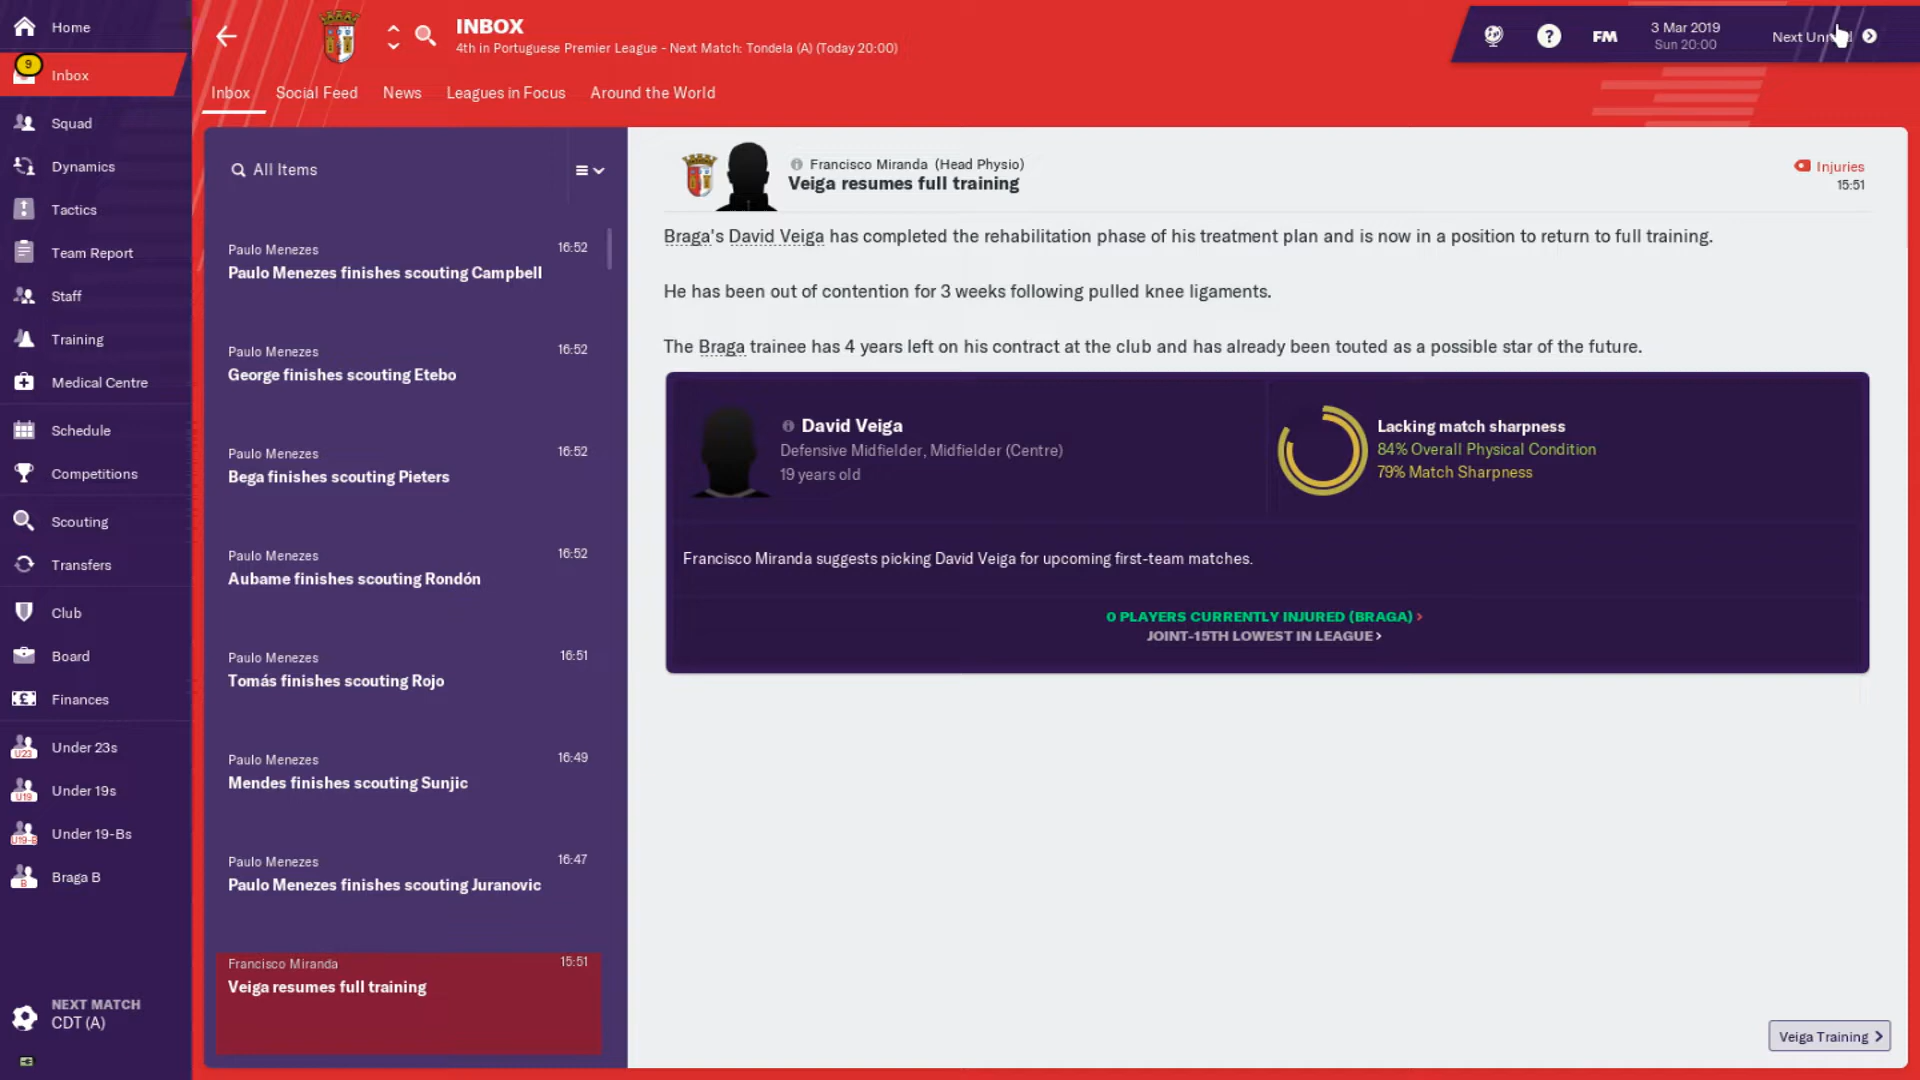 Home
9
Inbox
Squad
Dynamics
Tactics
Team Report
Staff
Training
Medical Centre
Schedule
Competitions
Scouting
Transfers
Club
Board
Finances
U23
Under 23s
U19
Under 19s
U19-B
Under 19-Bs
B
Braga B
NEXT MATCH
CDT (A)
INBOX
4th in Portuguese Premier League - Next Match: Tondela (A) (Today 20:00)
Inbox
Social Feed
News
Leagues in Focus
Around the World
?
FM
3 Mar 2019
Sun 20:00
Next
All Items
Paulo Menezes 16:52
Paulo Menezes finishes scouting Campbell
Paulo Menezes 16:52
George finishes scouting Etebo
Paulo Menezes 16:52
Bega finishes scouting Pieters
Paulo Menezes 16:52
Aubame finishes scouting Rondón
Paulo Menezes 16:51
Tomás finishes scouting Rojo
Paulo Menezes 16:49
Mendes finishes scouting Sunjic
Paulo Menezes 16:47
Paulo Menezes finishes scouting Juranovic
Francisco Miranda 15:51
Veiga resumes full training
Francisco Miranda (Head Physio)
Veiga resumes full training
Injuries
15:51
Braga's David Veiga has completed the rehabilitation phase of his treatment plan and is now in a position to return to full training.
He has been out of contention for 3 weeks following pulled knee ligaments.
The Braga trainee has 4 years left on his contract at the club and has already been touted as a possible star of the future.
David Veiga
Defensive Midfielder, Midfielder (Centre)
19 years old
Lacking match sharpness
84% Overall Physical Condition
79% Match Sharpness
Francisco Miranda suggests picking David Veiga for upcoming first-team matches.
0 PLAYERS CURRENTLY INJURED (BRAGA) >
JOINT-15TH LOWEST IN LEAGUE >
Veiga Training >